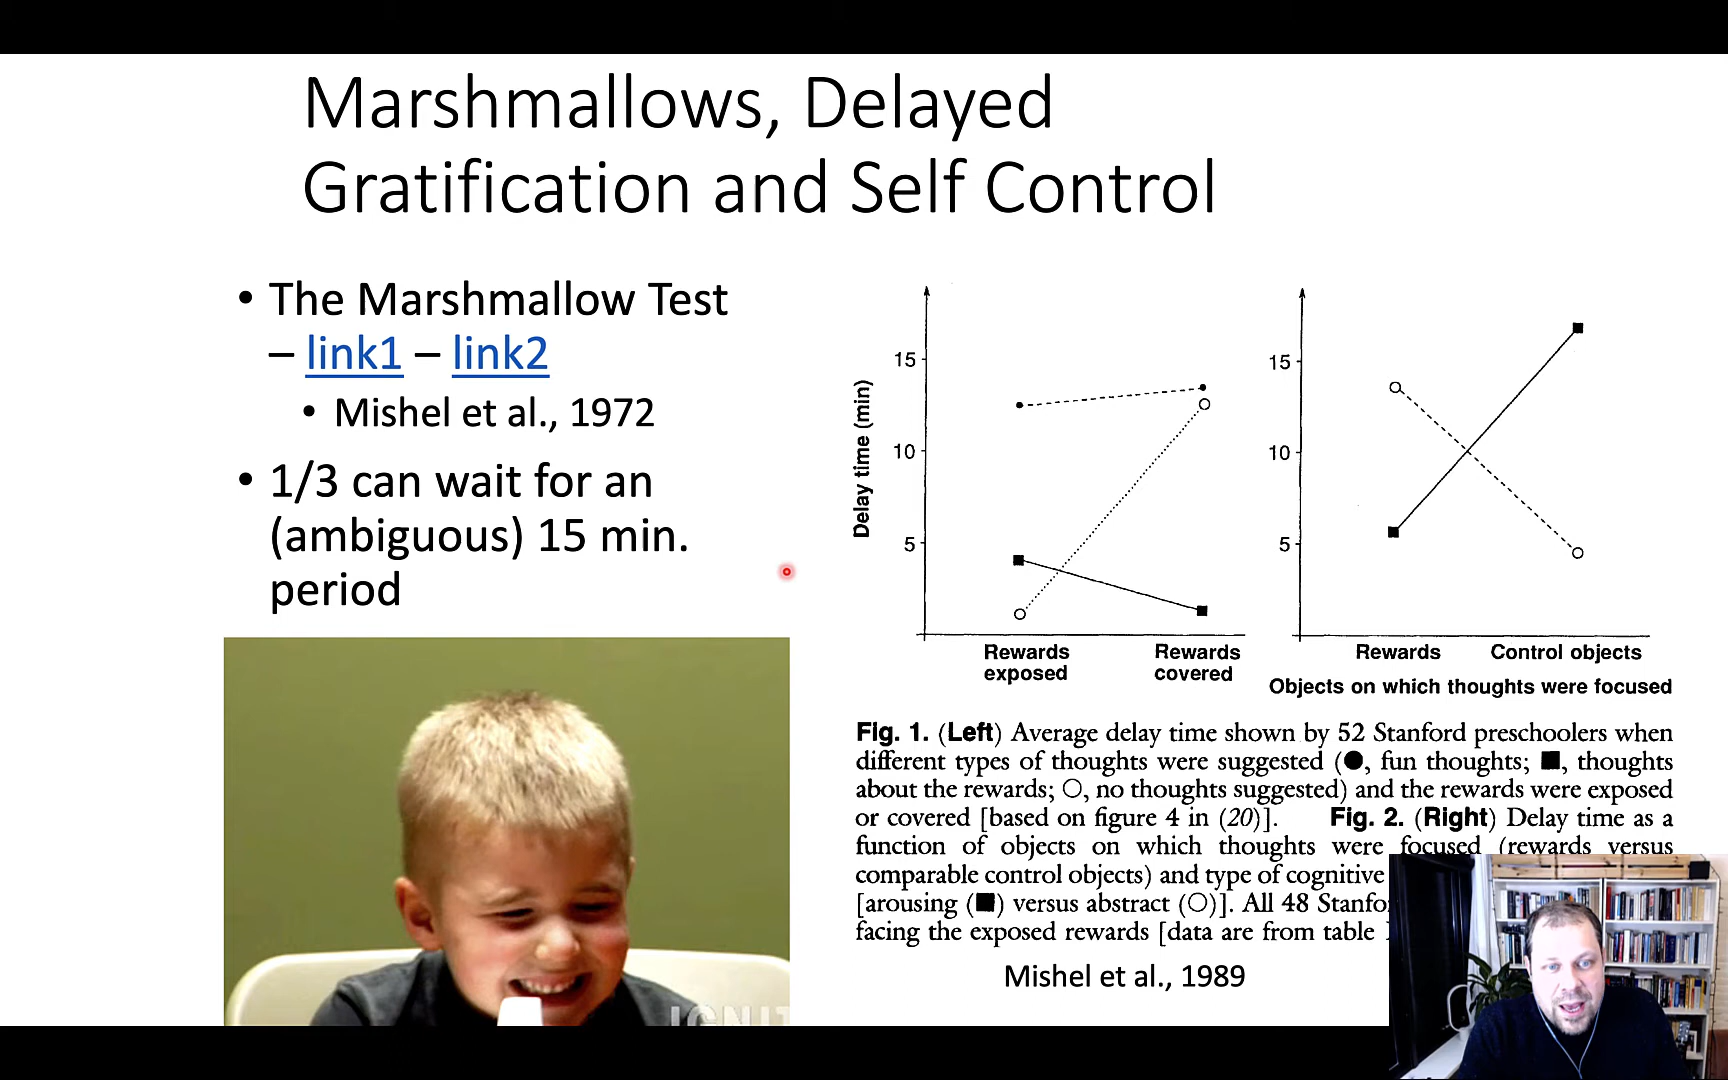 Marshmallows, Delayed
Gratification and Self Control
• The Marshmallow Test
– link1 – link2
• Mishel et al., 1972
• 1/3 can wait for an
(ambiguous) 15 min.
period
Delay time (min)
15
10
5
Rewards exposed
Rewards covered
15
10
5
Rewards
Control objects
Objects on which thoughts were focused
Fig. 1. (Left) Average delay time shown by 52 Stanford preschoolers when
different types of thoughts were suggested (●, fun thoughts; ■, thoughts
about the rewards; ○, no thoughts suggested) and the rewards were exposed
or covered [based on figure 4 in (20)]. Fig. 2. (Right) Delay time as a
function of objects on which thoughts were focused (rewards versus
comparable control objects) and type of cognitive
[arousing (■) versus abstract (○)]. All 48 Stanfo
facing the exposed rewards [data are from table
Mishel et al., 1989